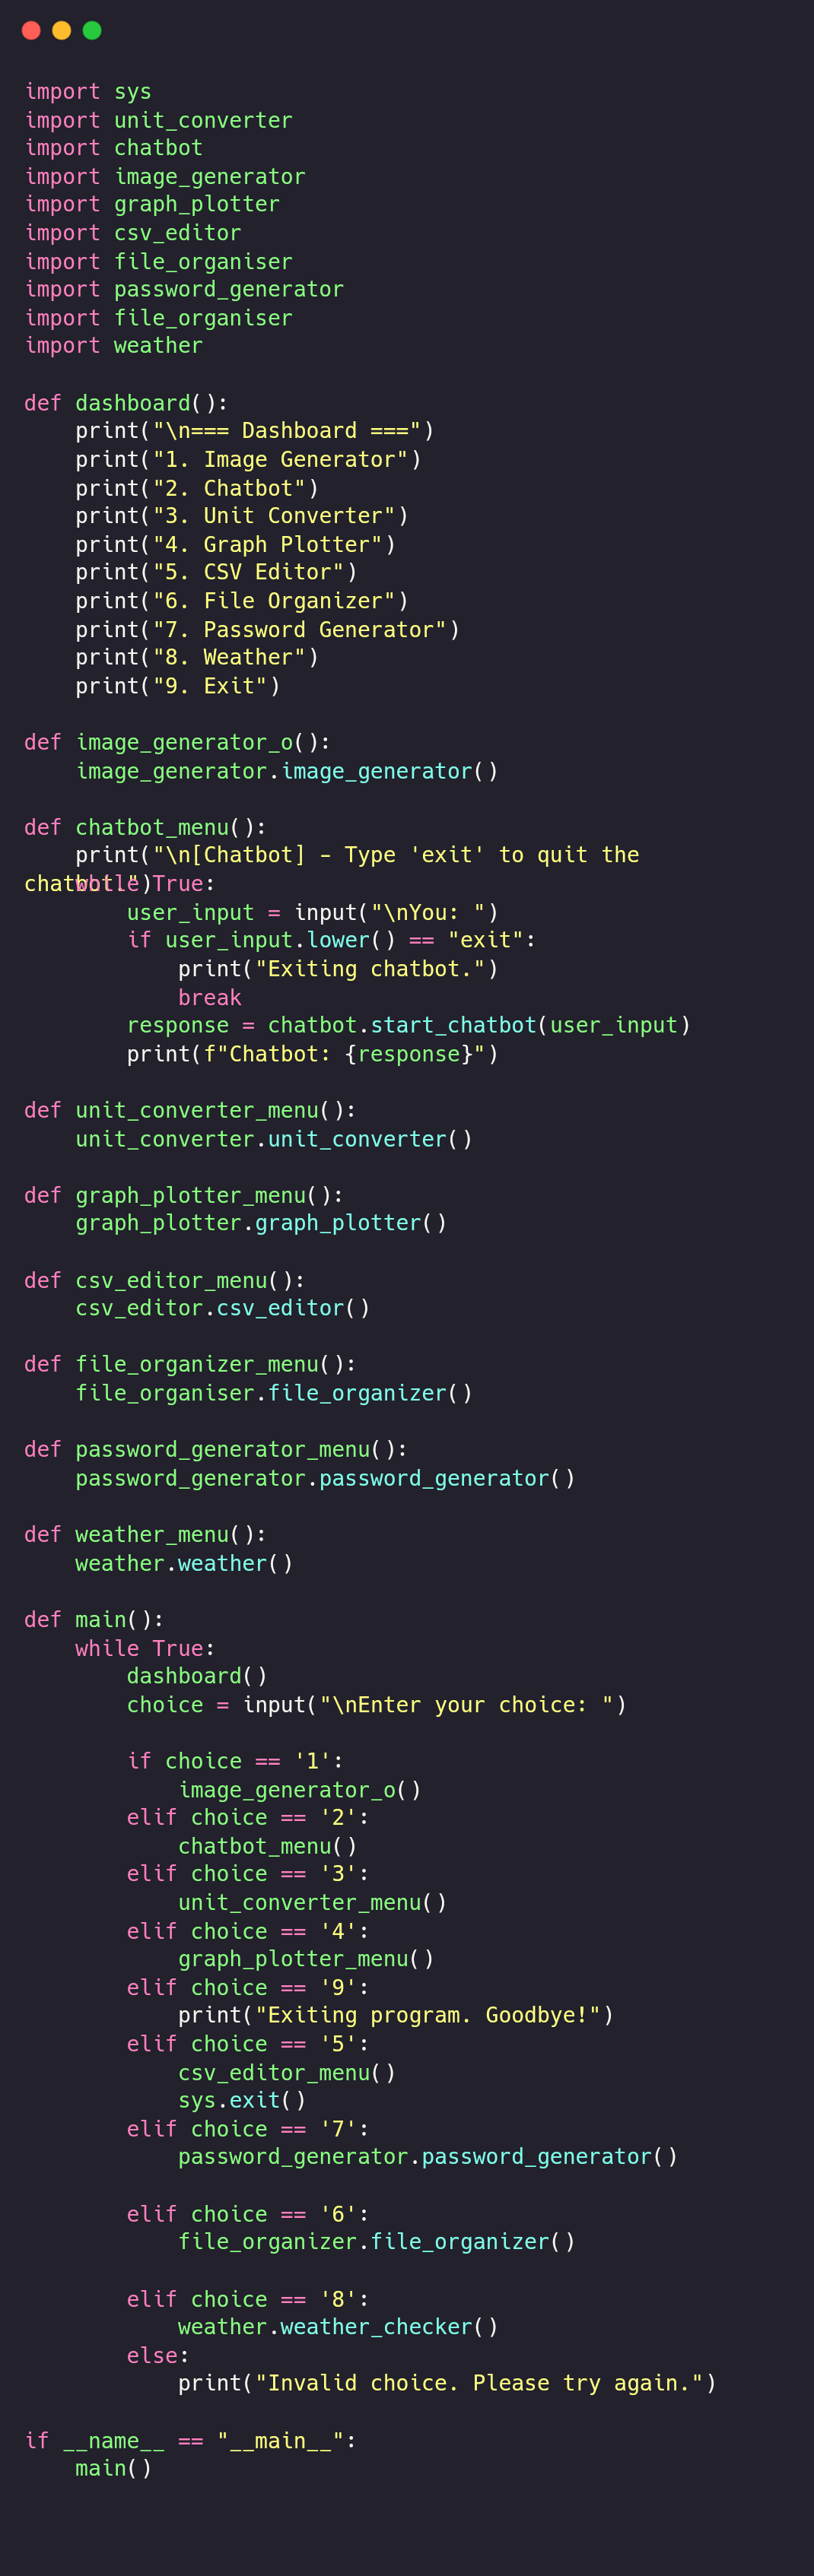 import sys
import unit_converter
import chatbot
import image_generator
import graph_plotter
import csv_editor
import file_organiser
import password_generator
import file_organiser
import weather

def dashboard():
    print("\n=== Dashboard ===")
    print("1. Image Generator")
    print("2. Chatbot")
    print("3. Unit Converter")
    print("4. Graph Plotter")
    print("5. CSV Editor")
    print("6. File Organizer")
    print("7. Password Generator")
    print("8. Weather")
    print("9. Exit")

def image_generator_o():
    image_generator.image_generator()

def chatbot_menu():
    print("\n[Chatbot] - Type 'exit' to quit the
chatbot.")
    while True:
        user_input = input("\nYou: ")
        if user_input.lower() == "exit":
            print("Exiting chatbot.")
            break
        response = chatbot.start_chatbot(user_input)
        print(f"Chatbot: {response}")

def unit_converter_menu():
    unit_converter.unit_converter()

def graph_plotter_menu():
    graph_plotter.graph_plotter()

def csv_editor_menu():
    csv_editor.csv_editor()

def file_organizer_menu():
    file_organiser.file_organizer()

def password_generator_menu():
    password_generator.password_generator()

def weather_menu():
    weather.weather()

def main():
    while True:
        dashboard()
        choice = input("\nEnter your choice: ")

        if choice == '1':
            image_generator_o()
        elif choice == '2':
            chatbot_menu()
        elif choice == '3':
            unit_converter_menu()
        elif choice == '4':
            graph_plotter_menu()
        elif choice == '9':
            print("Exiting program. Goodbye!")
        elif choice == '5':
            csv_editor_menu()
            sys.exit()
        elif choice == '7':
            password_generator.password_generator()

        elif choice == '6':
            file_organizer.file_organizer()

        elif choice == '8':
            weather.weather_checker()
        else:
            print("Invalid choice. Please try again.")

if __name__ == "__main__":
    main()